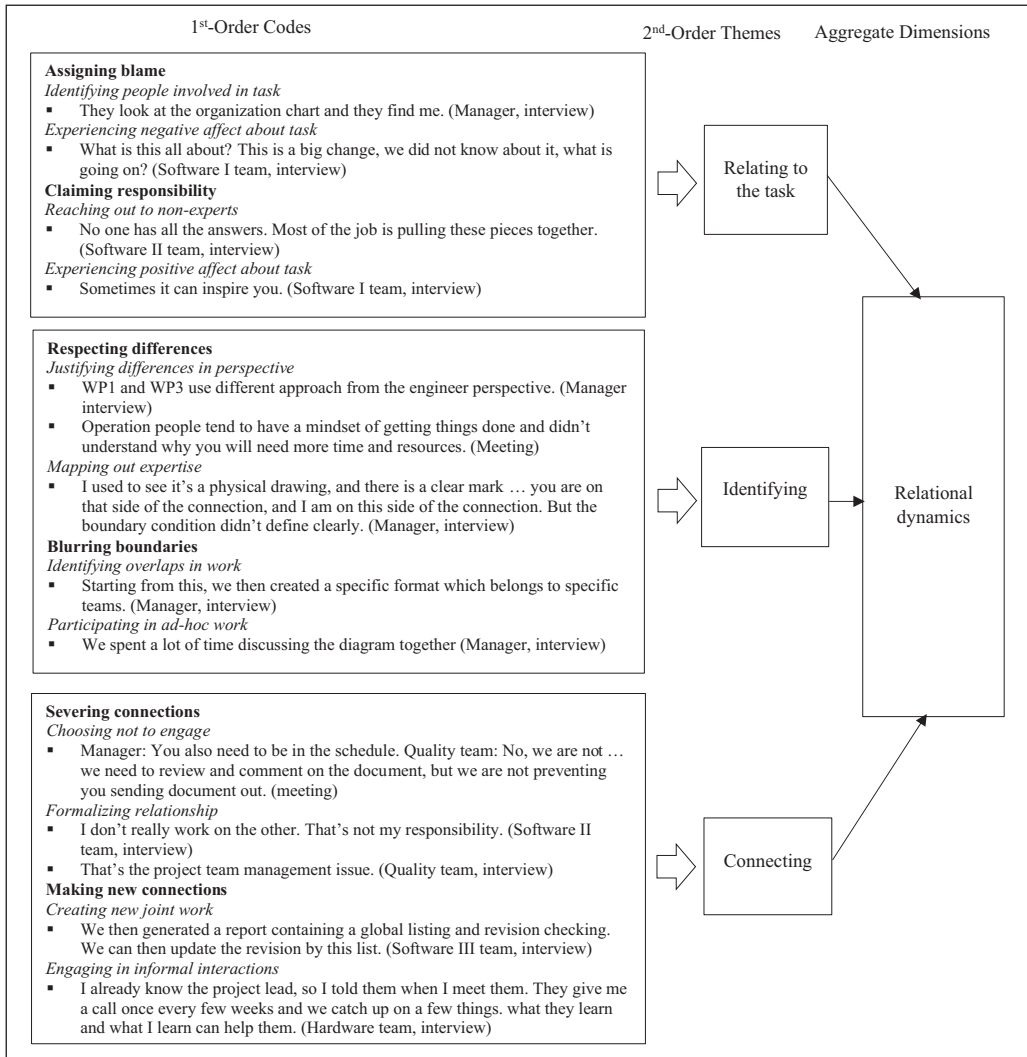 1st-Order Codes
2nd-Order Themes
Aggregate Dimensions
Assigning blame
Identifying people involved in task
▪ They look at the organization chart and they find me. (Manager, interview)
Experiencing negative affect about task
▪ What is this all about? This is a big change, we did not know about it, what is
going on? (Software I team, interview)
Claiming responsibility
Reaching out to non-experts
▪ No one has all the answers. Most of the job is pulling these pieces together.
(Software II team, interview)
Experiencing positive affect about task
▪ Sometimes it can inspire you. (Software I team, interview)
Relating to
the task
Respecting differences
Justifying differences in perspective
▪ WP1 and WP3 use different approach from the engineer perspective. (Manager
interview)
▪ Operation people tend to have a mindset of getting things done and didn’t
understand why you will need more time and resources. (Meeting)
Mapping out expertise
▪ I used to see it’s a physical drawing, and there is a clear mark … you are on
that side of the connection, and I am on this side of the connection. But the
boundary condition didn’t define clearly. (Manager, interview)
Blurring boundaries
Identifying overlaps in work
▪ Starting from this, we then created a specific format which belongs to specific
teams. (Manager, interview)
Participating in ad-hoc work
▪ We spent a lot of time discussing the diagram together (Manager, interview)
Identifying
Relational
dynamics
Severing connections
Choosing not to engage
▪ Manager: You also need to be in the schedule. Quality team: No, we are not …
we need to review and comment on the document, but we are not preventing
you sending document out. (meeting)
Formalizing relationship
▪ I don’t really work on the other. That’s not my responsibility. (Software II
team, interview)
▪ That’s the project team management issue. (Quality team, interview)
Making new connections
Creating new joint work
▪ We then generated a report containing a global listing and revision checking.
We can then update the revision by this list. (Software III team, interview)
Engaging in informal interactions
▪ I already know the project lead, so I told them when I meet them. They give me
a call once every few weeks and we catch up on a few things. what they learn
and what I learn can help them. (Hardware team, interview)
Connecting